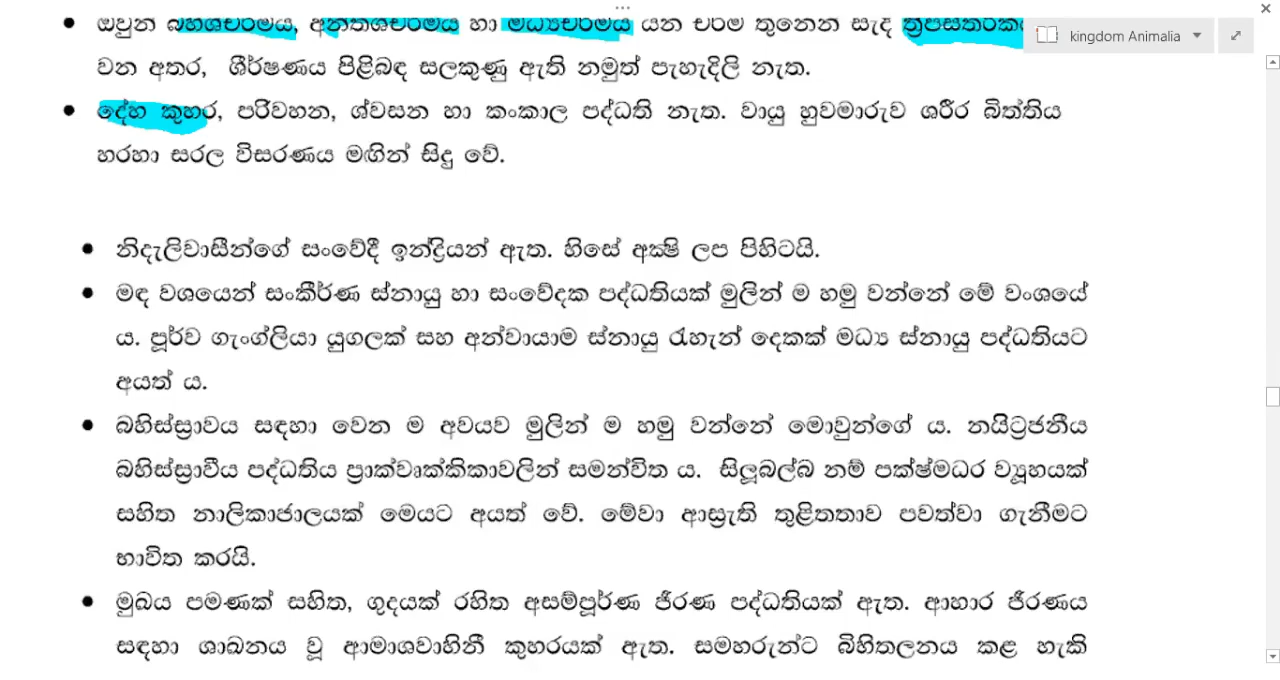 ඔවුන් බහිශ්චර්මය, අන්තශ්චර්මය හා මධ්‍යචර්මය යන චර්ම තුනෙන් සැදි
kingdom Animalia
වන අතර, ශීර්ෂණය පිළිබඳ සලකුණු ඇති නමුත් පැහැදිලි නැත.
• දේහ කුහර, පරිවහන, ශ්වසන හා කංකාල පද්ධති නැත. වායු හුවමාරුව ශරීර බිත්තිය
හරහා සරල විසරණය මඟින් සිදු වේ.
• නිදැලිවාසීන්ගේ සංවේදී ඉන්ද්‍රියන් ඇත. හිසේ අක්‍ෂි ලප පිහිටයි.
• මඳ වශයෙන් සංකීර්ණ ස්නායු හා සංවේදක පද්ධතියක් මුලින් ම හමු වන්නේ මේ වංශයේ
ය. පූර්ව ගැංග්ලියා යුගලක් සහ අන්වායාම ස්නායු රැහැන් දෙකක් මධ්‍ය ස්නායු පද්ධතියට
අයත් ය.
• බහිස්ස්‍රාවය සඳහා වෙන ම අවයව මුලින් ම හමු වන්නේ මොවුන්ගේ ය. නයිට්‍රජනීය
බහිස්ස්‍රාවීය පද්ධතිය ප්‍රාක්වෘක්කිකාවලින් සමන්විත ය. සිලූබල්බ නම් පක්ෂ්මධර ව්‍යූහයක්
සහිත නාලිකාජාලයක් මෙයට අයත් වේ. මේවා ආස්‍රැති තුළිතතාව පවත්වා ගැනීමට
භාවිත කරයි.
• මුඛය පමණක් සහිත, ගුදයක් රහිත අසම්පූර්ණ ජීරණ පද්ධතියක් ඇත. ආහාර ජීරණය
සඳහා ශාඛනය වූ ආමාශවාහිනී කුහරයක් ඇත. සමහරුන්ට බිහිතලනය කළ හැකි